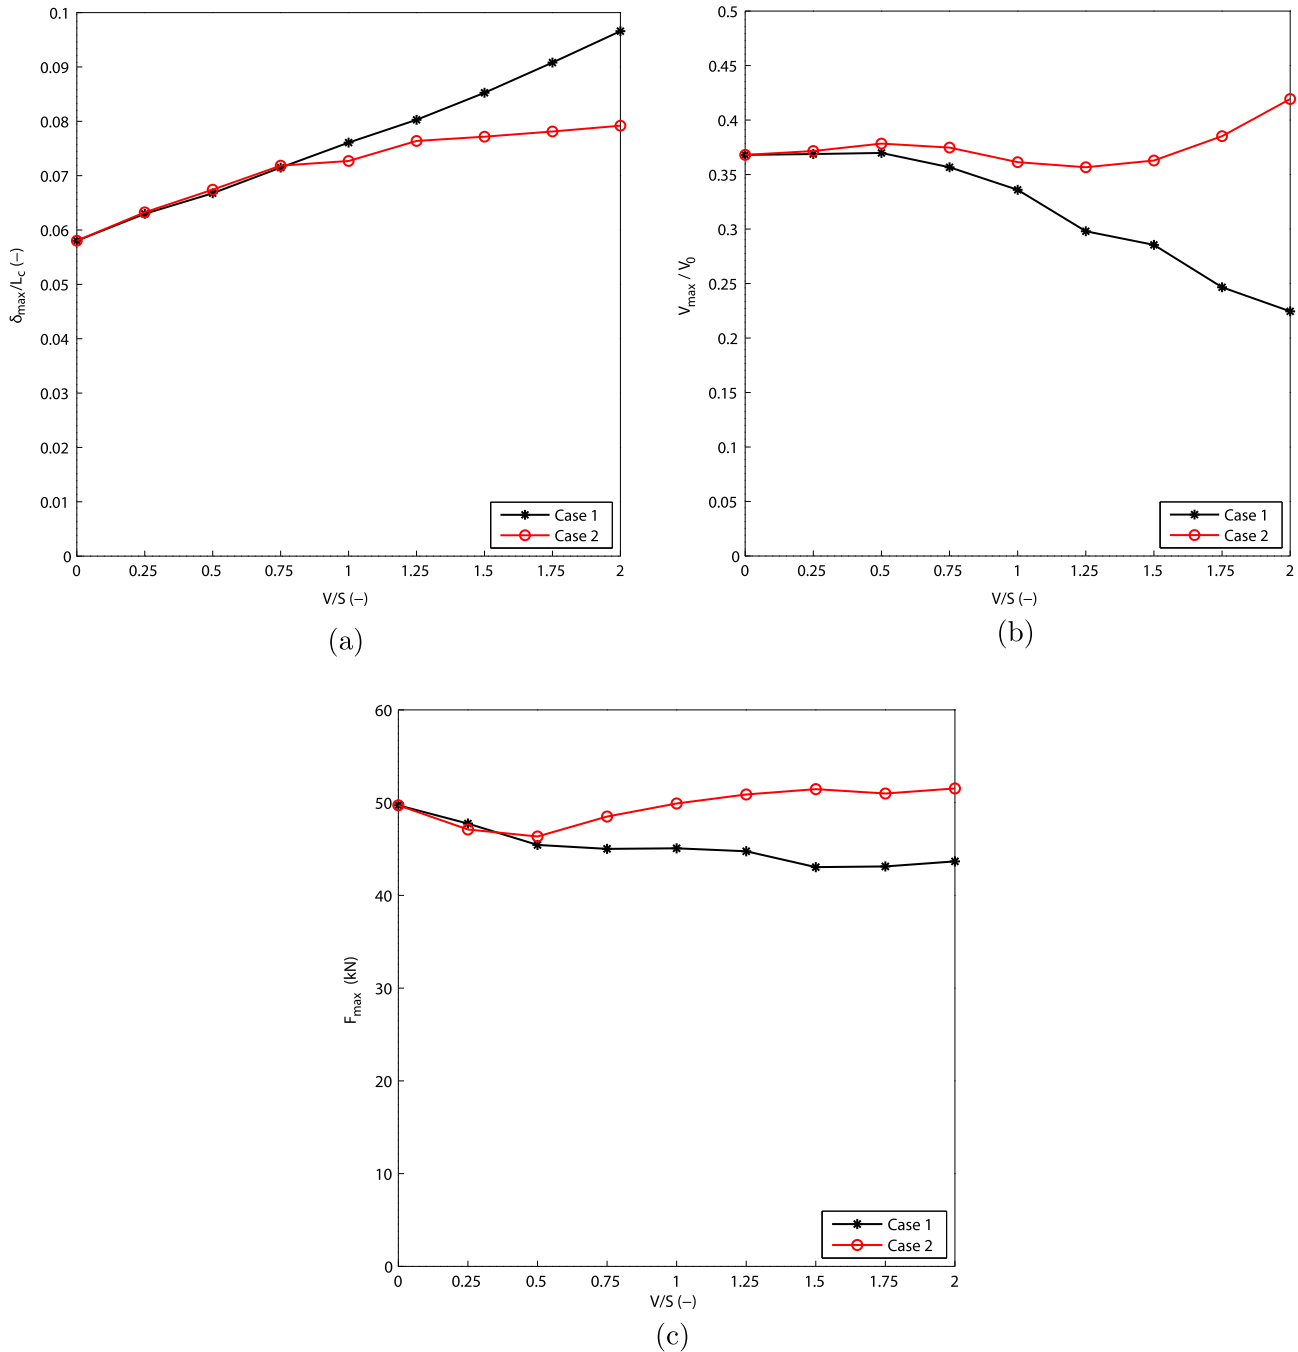 0.1
0.09
0.08
0.07
0.06
0.05
0.04
0.03
0.02
0.01
0
δmax/Lc (−)
0 0.25 0.5 0.75 1 1.25 1.5 1.75 2
V/S (−)
Case 1
Case 2
(a)
0.5
0.45
0.4
0.35
0.3
0.25
0.2
0.15
0.1
0.05
0
Vmax / V0
0 0.25 0.5 0.75 1 1.25 1.5 1.75 2
V/S (−)
Case 1
Case 2
(b)
60
50
40
30
20
10
0
Fmax (kN)
0 0.25 0.5 0.75 1 1.25 1.5 1.75 2
V/S (−)
Case 1
Case 2
(c)